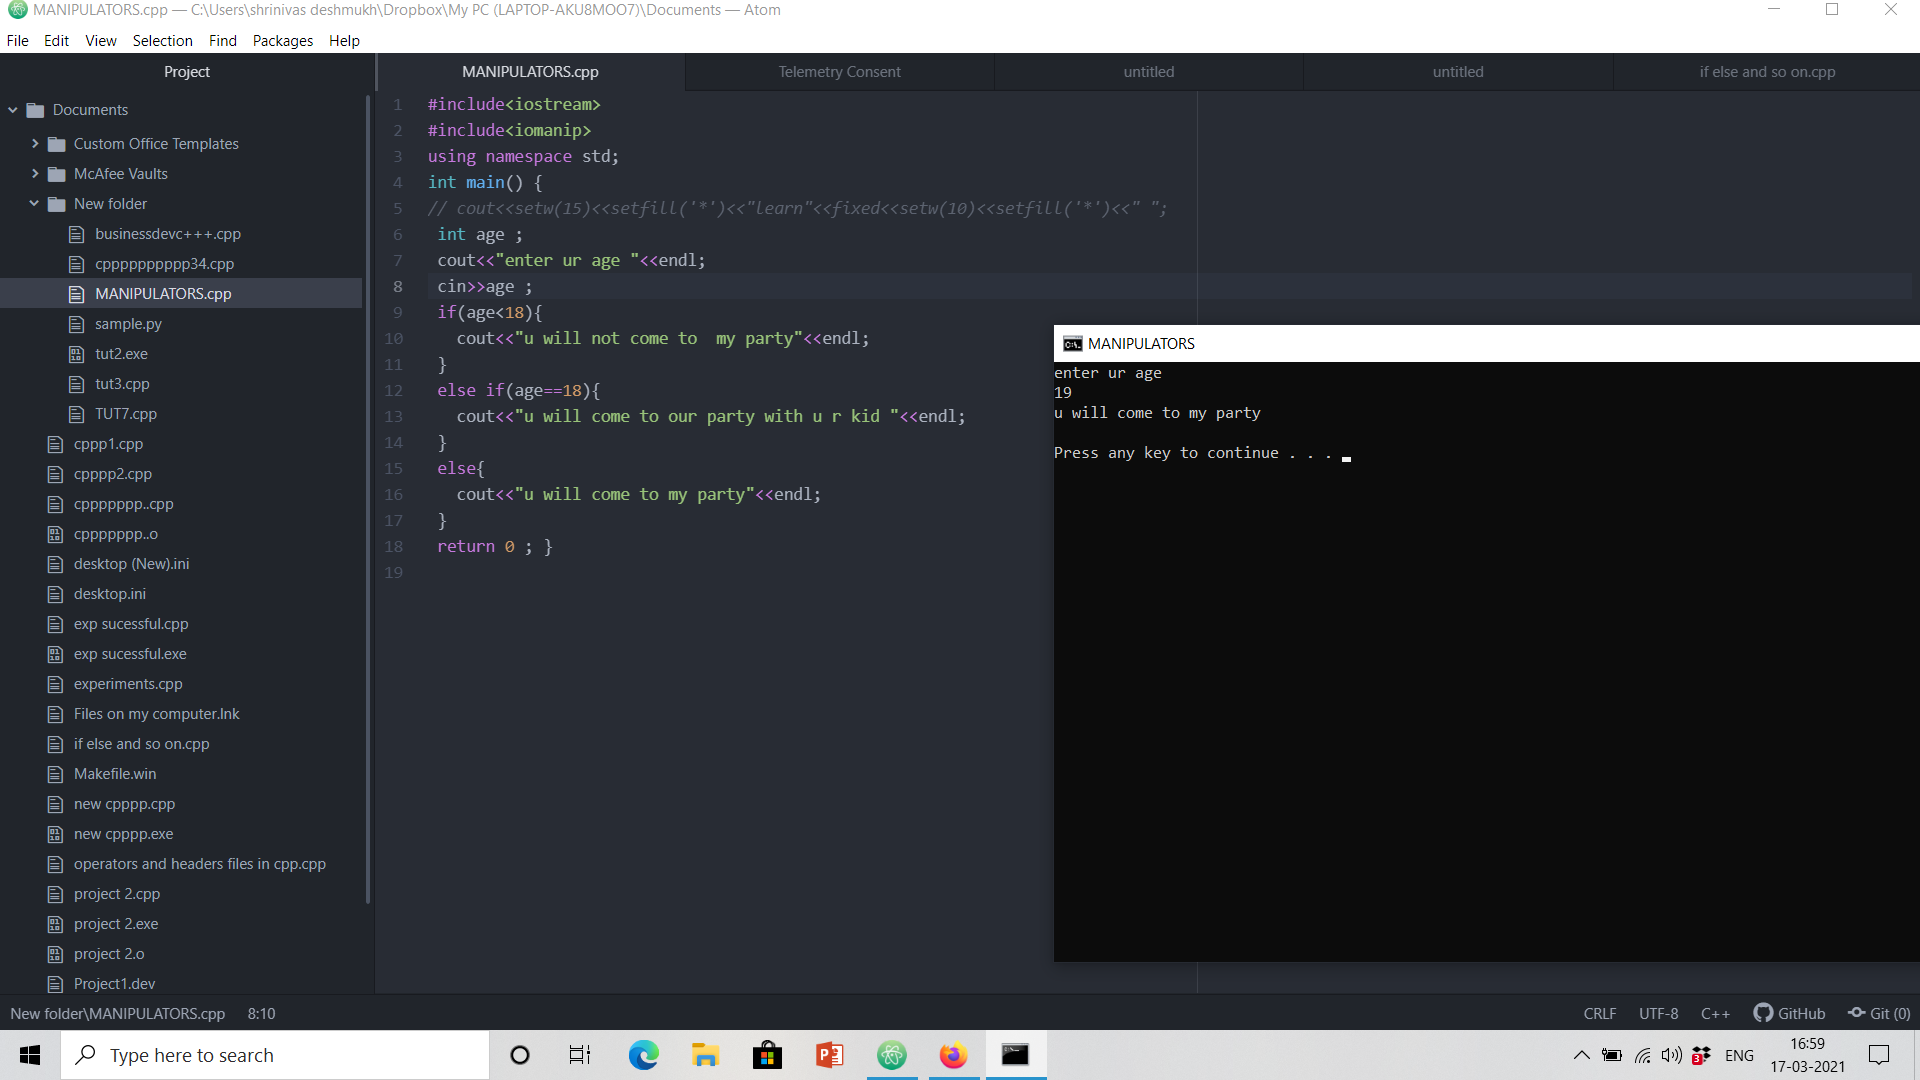 MANIPULATORS.cpp — C:\Users\shrinivas deshmukh\Dropbox\My PC (LAPTOP-AKU8MOO7)\Documents — Atom
File Edit View Selection Find Packages Help
Project
Documents
Custom Office Templates
McAfee Vaults
New folder
businessdevc+++.cpp
cpppppppppp34.cpp
MANIPULATORS.cpp
sample.py
tut2.exe
tut3.cpp
TUT7.cpp
cppp1.cpp
cpppp2.cpp
cppppppp..cpp
cppppppp..o
desktop (New).ini
desktop.ini
exp sucessful.cpp
exp sucessful.exe
experiments.cpp
Files on my computer.lnk
if else and so on.cpp
Makefile.win
new cpppp.cpp
new cpppp.exe
operators and headers files in cpp.cpp
project 2.cpp
project 2.exe
project 2.o
Project1.dev
MANIPULATORS.cpp Telemetry Consent untitled untitled if else and so on.cpp
1 #include<iostream>
2 #include<iomanip>
3 using namespace std;
4 int main() {
5 // cout<<setw(15)<<setfill('*')<<"learn"<<fixed<<setw(10)<<setfill('*')<<" ";
6 int age ;
7 cout<<"enter ur age "<<endl;
8 cin>>age ;
9 if(age<18){
10 cout<<"u will not come to  my party"<<endl;
11 }
12 else if(age==18){
13 cout<<"u will come to our party with u r kid "<<endl;
14 }
15 else{
16 cout<<"u will come to my party"<<endl;
17 }
18 return 0 ; }
19
MANIPULATORS
enter ur age
19
u will come to my party
Press any key to continue . . .
New folder\MANIPULATORS.cpp 8:10 CRLF UTF-8 C++ GitHub Git (0)
Type here to search
3
ENG
16:59
17-03-2021